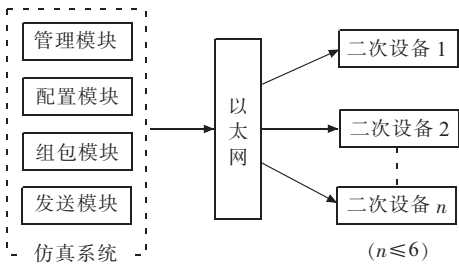 管理模块
配置模块
组包模块
发送模块
仿真系统
以
太
网
二次设备 1
二次设备 2
二次设备 n
(n≤6)